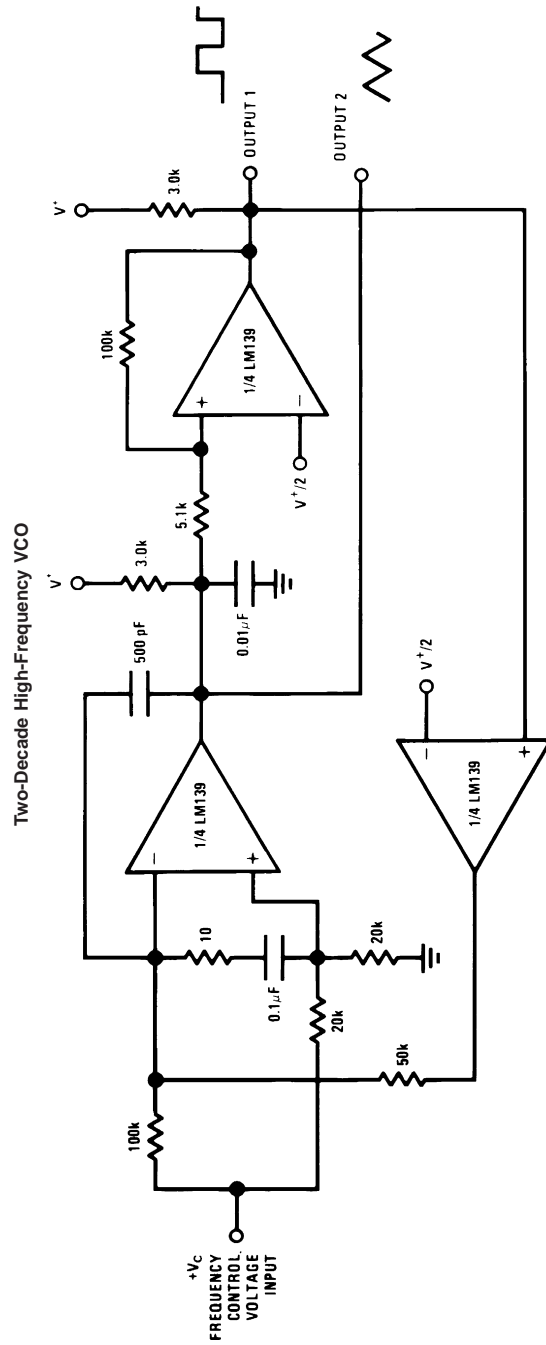 Two-Decade High-Frequency VCO
V⁺
3.0k
500 pF
5.1k
100k
0.01μF
V⁺
3.0k
OUTPUT 1
OUTPUT 2
+
−
1/4 LM139
V⁺/2
−
+
1/4 LM139
100k
10
0.1μF
20k
20k
50k
+VC
FREQUENCY
CONTROL.
VOLTAGE
INPUT
V⁺/2
−
+
1/4 LM139